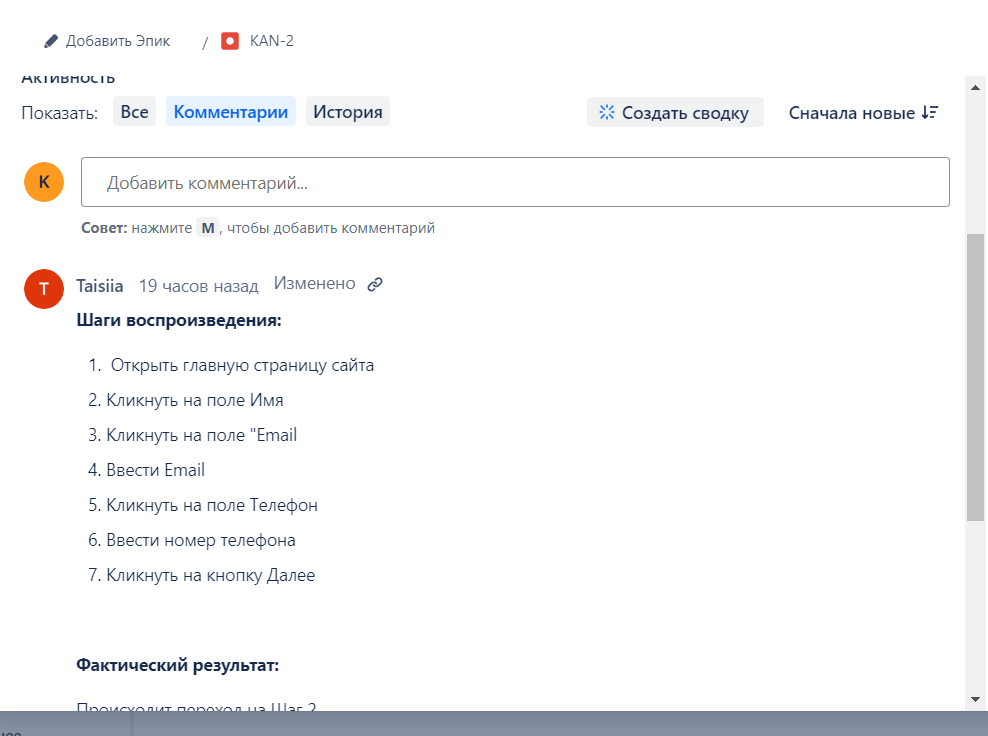 Добавить Эпик / KAN-2
Активность
Показать: Все Комментарии История Создать сводку Сначала новые
K Добавить комментарий...
Совет: нажмите M, чтобы добавить комментарий
T Taisiia 19 часов назад Изменено
Шаги воспроизведения:
1. Открыть главную страницу сайта
2. Кликнуть на поле Имя
3. Кликнуть на поле "Email
4. Ввести Email
5. Кликнуть на поле Телефон
6. Ввести номер телефона
7. Кликнуть на кнопку Далее
Фактический результат:
Происходит переход на Шаг 2